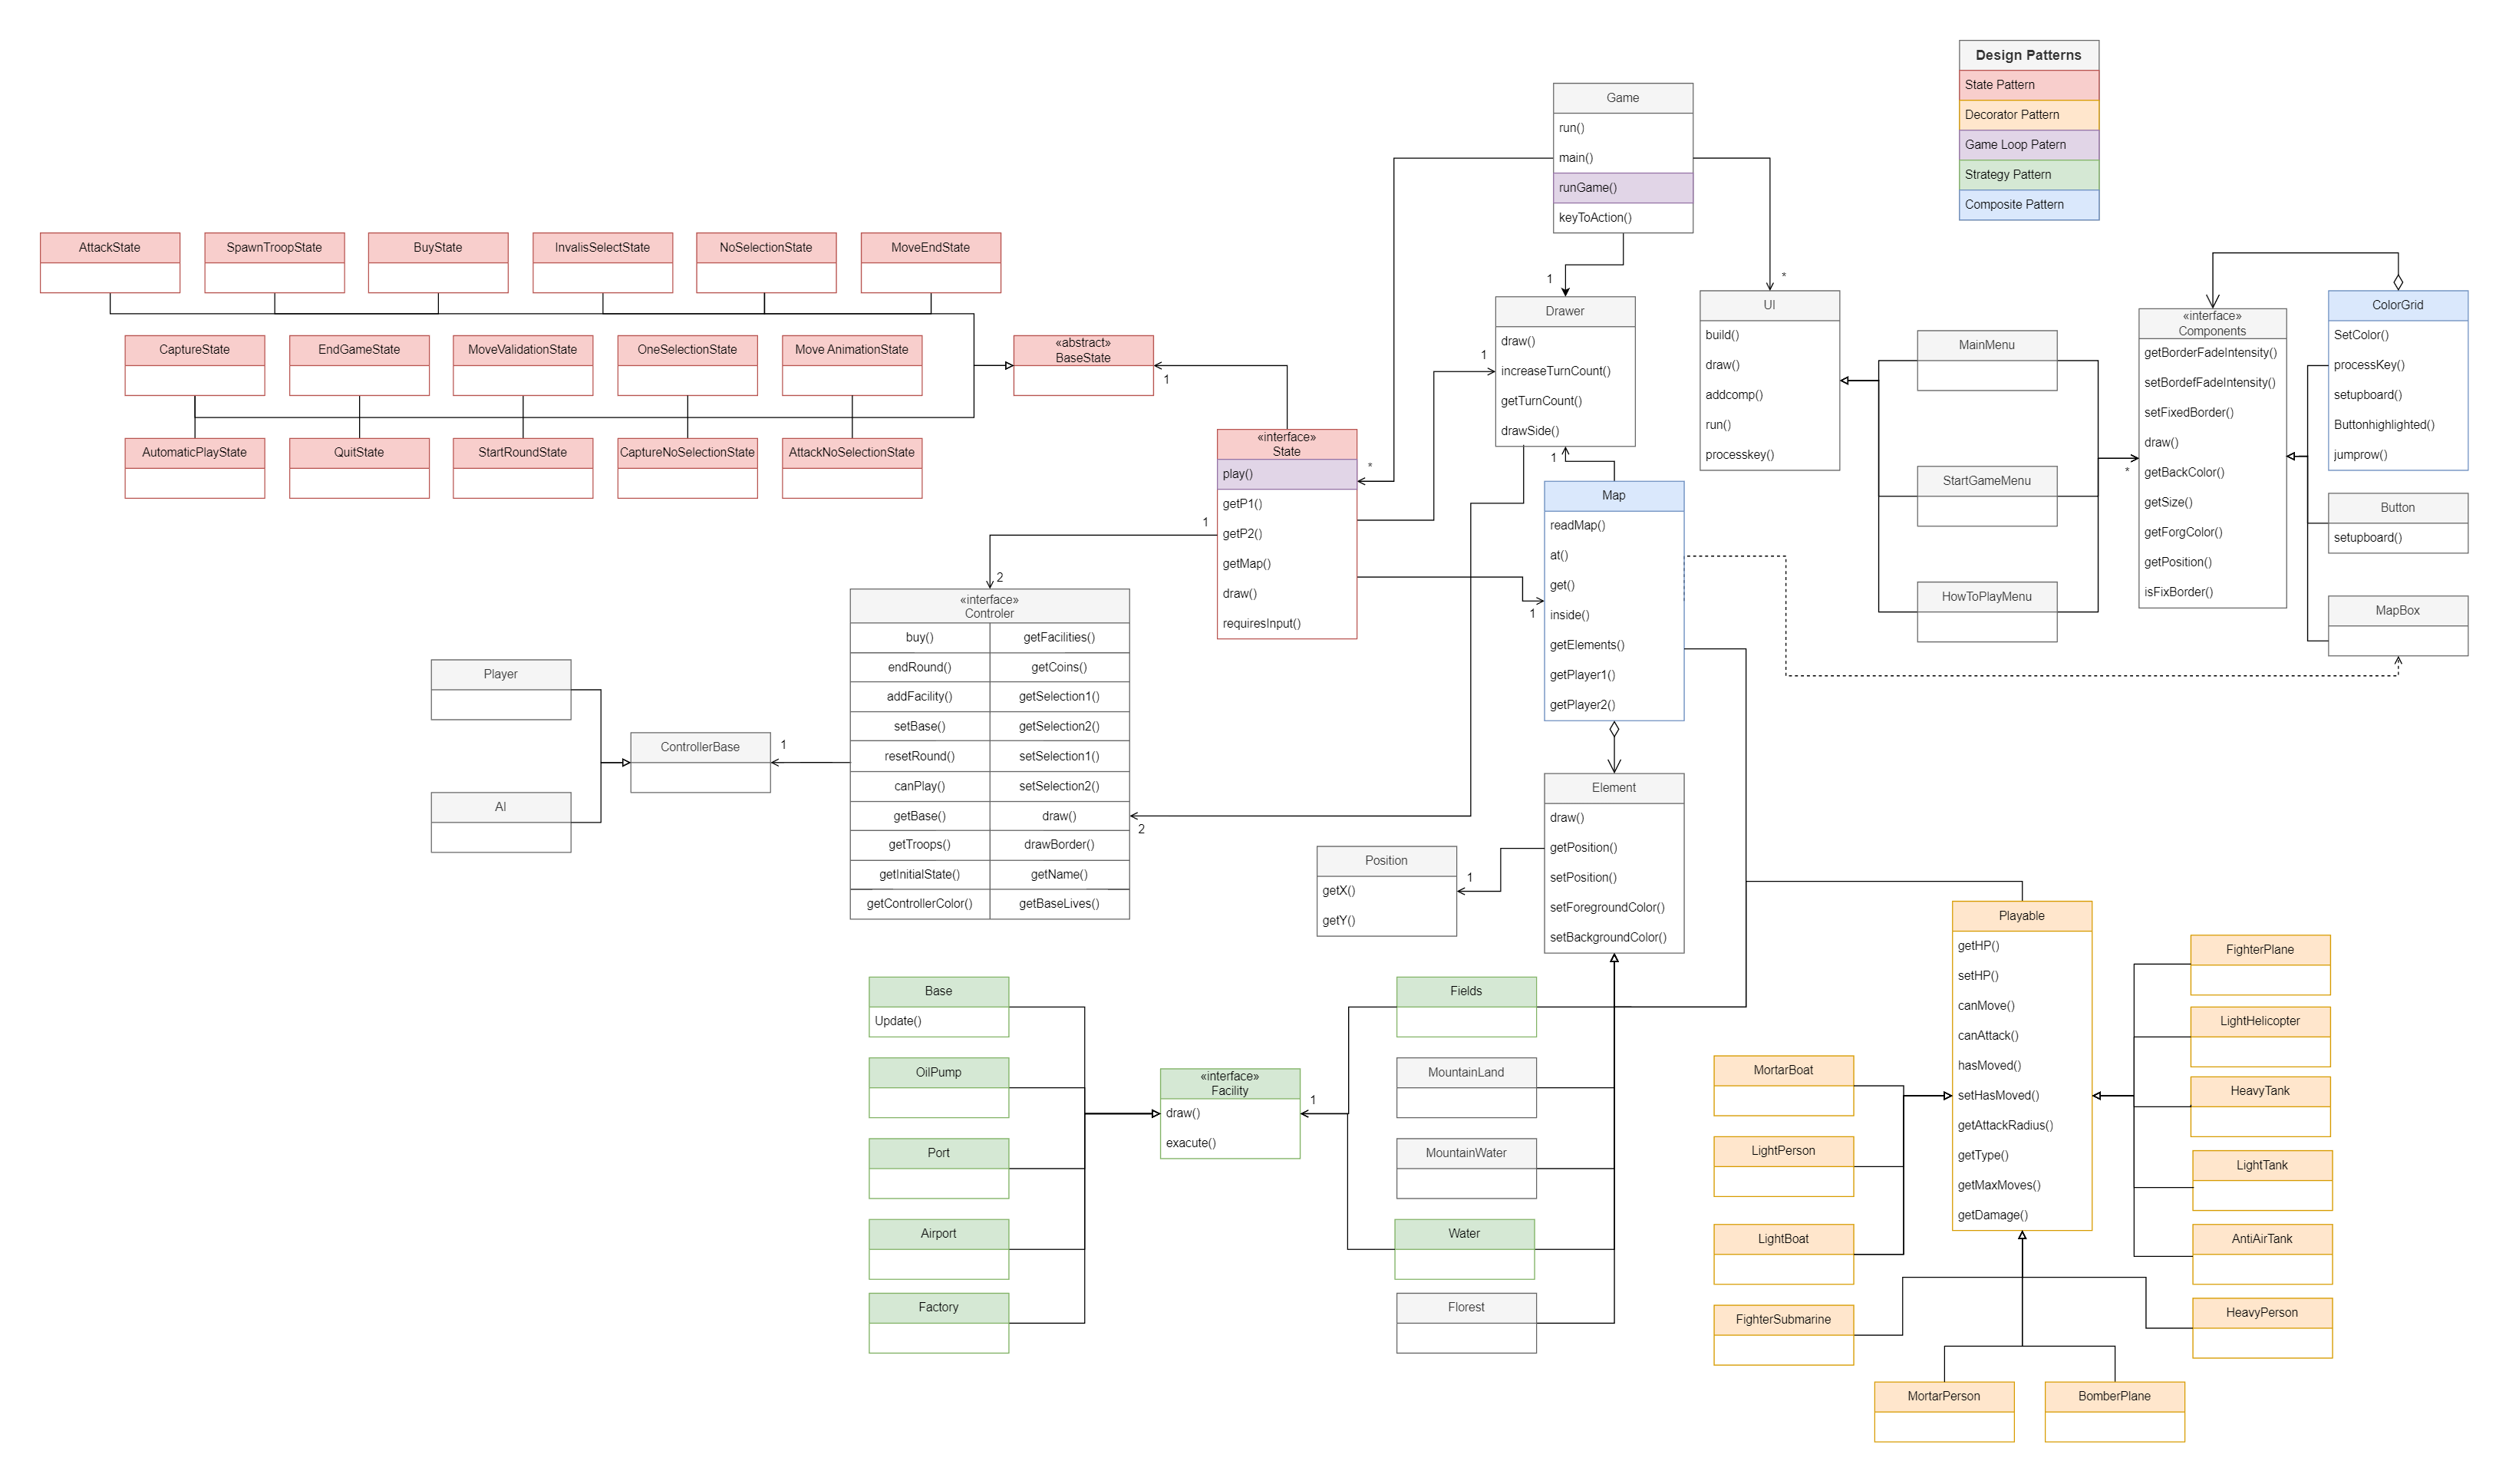 Design Patterns
State Pattern
Decorator Pattern
Game Loop Patern
Strategy Pattern
Composite Pattern
Game
run()
main()
runGame()
keyToAction()
AttackState
SpawnTroopState
BuyState
InvalisSelectState
NoSelectionState
MoveEndState
CaptureState
EndGameState
MoveValidationState
OneSelectionState
Move AnimationState
AutomaticPlayState
QuitState
StartRoundState
CaptureNoSelectionState
AttackNoSelectionState
«abstract»
BaseState
1
«interface»
State
play()
getP1()
getP2()
getMap()
draw()
requiresInput()
*
1
1
Drawer
draw()
increaseTurnCount()
getTurnCount()
drawSide()
1
*
UI
build()
draw()
addcomp()
run()
processkey()
MainMenu
StartGameMenu
HowToPlayMenu
*
«interface»
Components
getBorderFadeIntensity()
setBordefFadeIntensity()
setFixedBorder()
draw()
getBackColor()
getSize()
getForgColor()
getPosition()
isFixBorder()
ColorGrid
SetColor()
processKey()
setupboard()
Buttonhighlighted()
jumprow()
Button
setupboard()
MapBox
Map
readMap()
at()
get()
inside()
getElements()
getPlayer1()
getPlayer2()
1
1
2
«interface»
Controler
buy()
getFacilities()
endRound()
getCoins()
addFacility()
getSelection1()
setBase()
getSelection2()
resetRound()
setSelection1()
canPlay()
setSelection2()
getBase()
draw()
getTroops()
drawBorder()
getInitialState()
getName()
getControllerColor()
getBaseLives()
2
Player
AI
ControllerBase
1
Element
draw()
getPosition()
setPosition()
setForegroundColor()
setBackgroundColor()
Position
getX()
getY()
1
Base
Update()
OilPump
Port
Airport
Factory
«interface»
Facility
draw()
exacute()
Fields
MountainLand
MountainWater
Water
Florest
Playable
getHP()
setHP()
canMove()
canAttack()
hasMoved()
setHasMoved()
getAttackRadius()
getType()
getMaxMoves()
getDamage()
MortarBoat
LightPerson
LightBoat
FighterSubmarine
FighterPlane
LightHelicopter
HeavyTank
LightTank
AntiAirTank
HeavyPerson
MortarPerson
BomberPlane